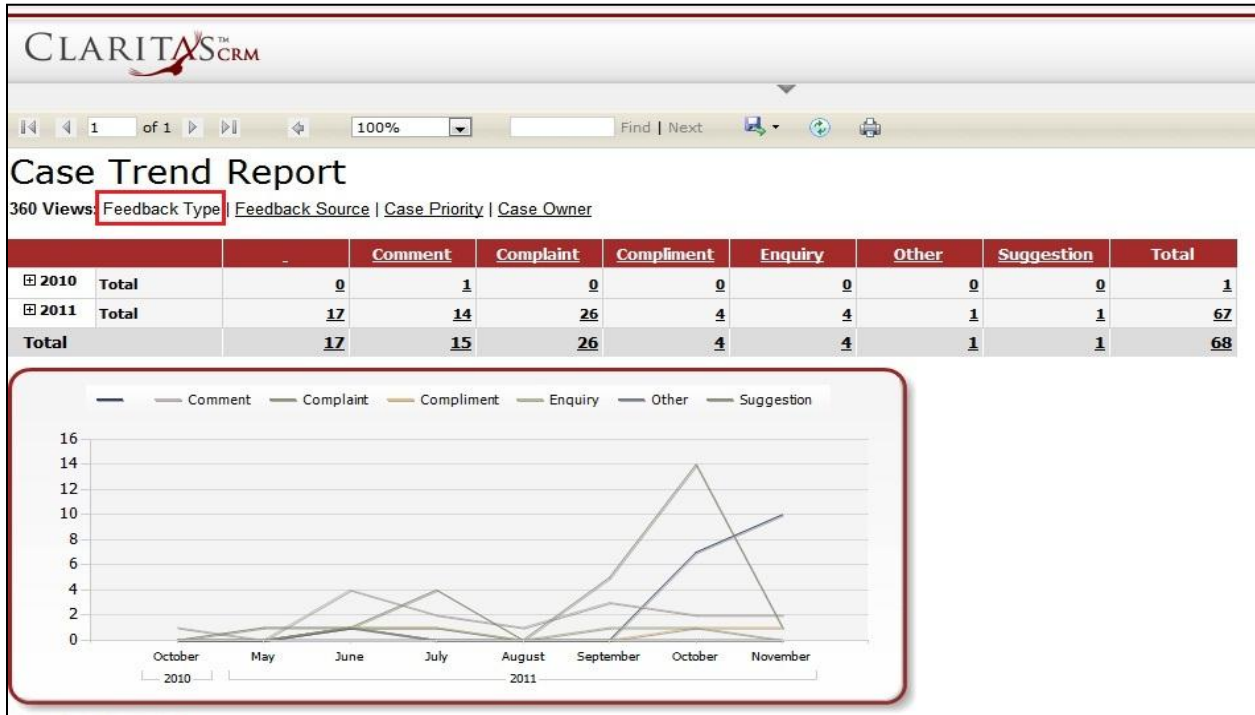 CLARITAS™ CRM
1 of 1 100% Find | Next
Case Trend Report
360 Views: Feedback Type | Feedback Source | Case Priority | Case Owner
_ Comment Complaint Compliment Enquiry Other Suggestion Total
2010 Total 0 1 0 0 0 0 0 1
2011 Total 17 14 26 4 4 1 1 67
Total 17 15 26 4 4 1 1 68
Comment Complaint Compliment Enquiry Other Suggestion
16
14
12
10
8
6
4
2
0
October May June July August September October November
2010 2011